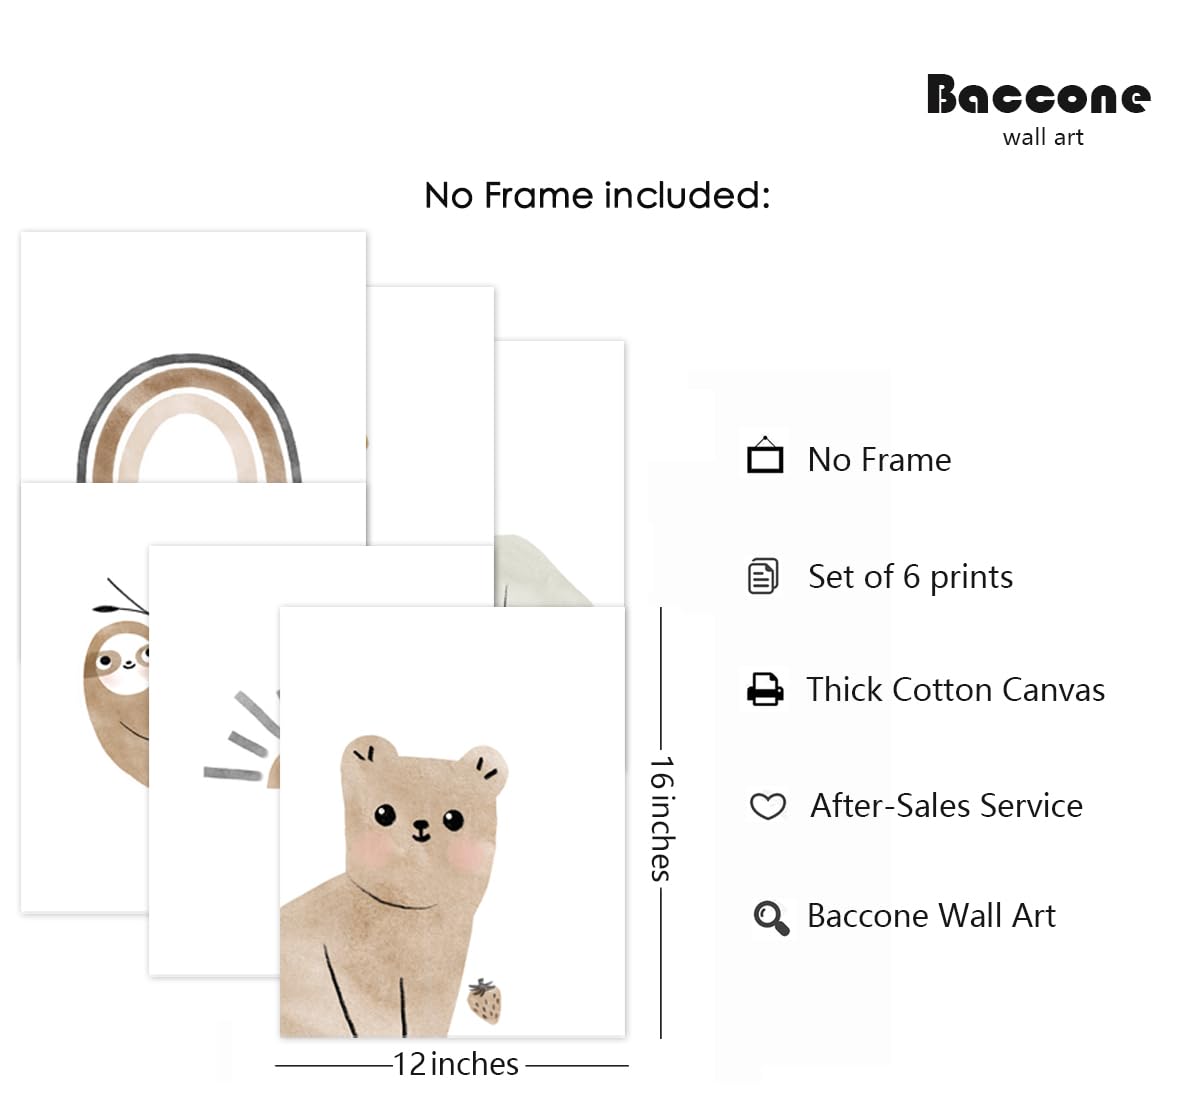 Baccone
wall art
No Frame included:
No Frame
Set of 6 prints
Thick Cotton Canvas
After-Sales Service
Baccone Wall Art
16 inches
12 inches